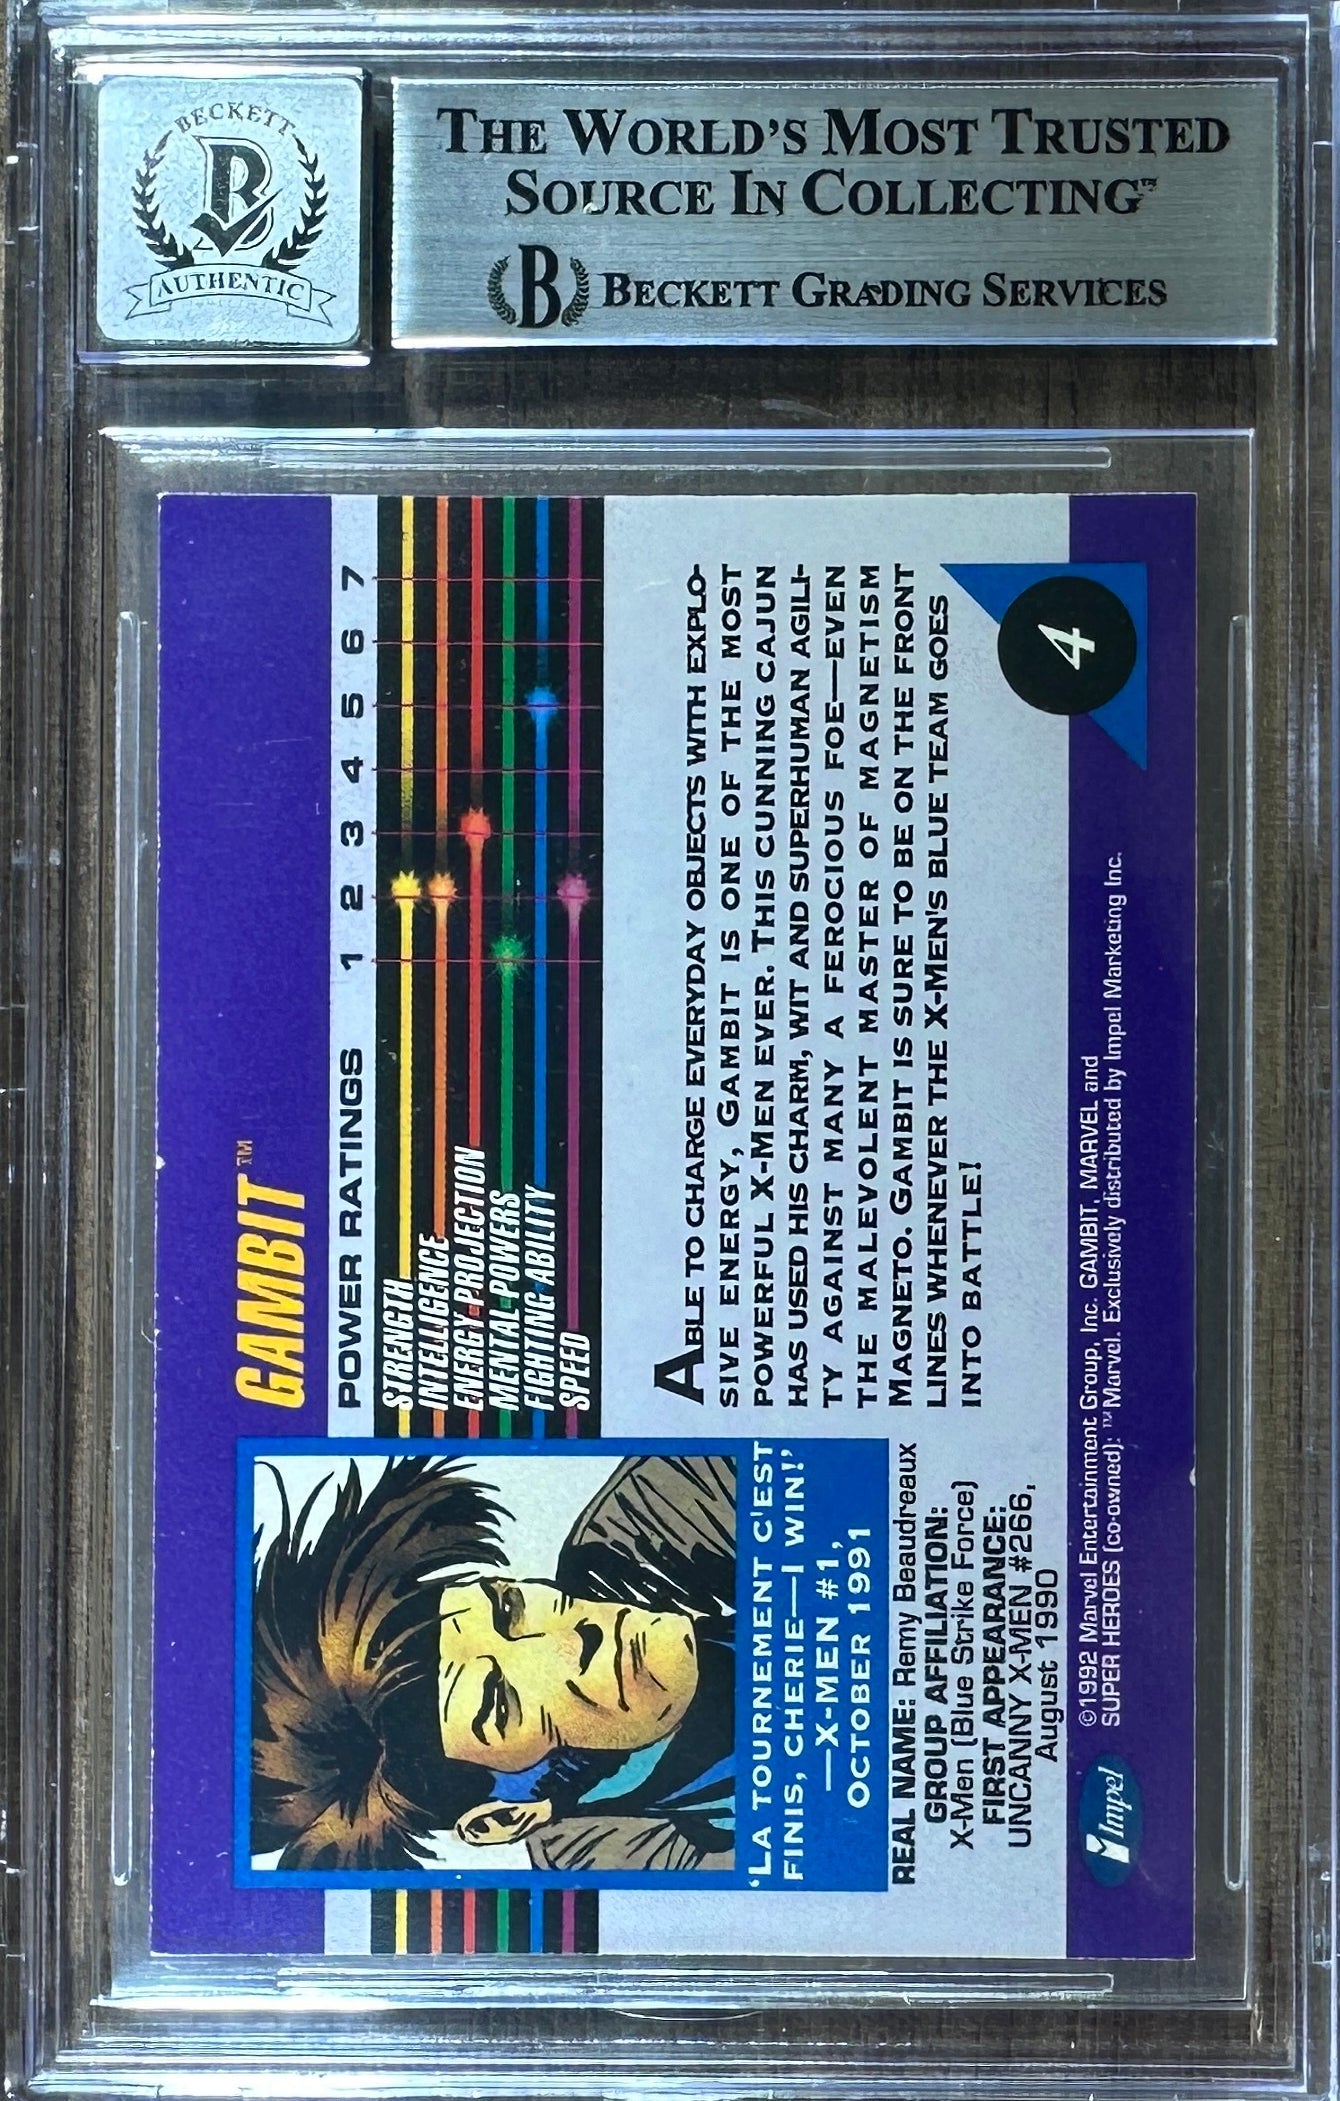 BECKETT
B
AUTHENTIC
THE WORLD'S MOST TRUSTED
SOURCE IN COLLECTING™
B BECKETT GRADING SERVICES
GAMBIT™
POWER RATINGS 1 2 3 4 5 6 7
STRENGTH
INTELLIGENCE
ENERGY PROJECTION
MENTAL POWERS
FIGHTING ABILITY
SPEED
'LA TOURNEMENT C'EST
FINIS, CHERIE—I WIN!'
—X-MEN #1,
OCTOBER 1991
REAL NAME: Remy Beaudreaux
GROUP AFFILIATION:
X-Men (Blue Strike Force)
FIRST APPEARANCE:
UNCANNY X-MEN #266,
August 1990
ABLE TO CHARGE EVERYDAY OBJECTS WITH EXPLO-
SIVE ENERGY, GAMBIT IS ONE OF THE MOST
POWERFUL X-MEN EVER. THIS CUNNING CAJUN
HAS USED HIS CHARM, WIT AND SUPERHUMAN AGILI-
TY AGAINST MANY A FEROCIOUS FOE—EVEN
THE MALEVOLENT MASTER OF MAGNETISM
MAGNETO. GAMBIT IS SURE TO BE ON THE FRONT
LINES WHENEVER THE X-MEN'S BLUE TEAM GOES
INTO BATTLE!
4
Impel
©1992 Marvel Entertainment Group, Inc. GAMBIT, MARVEL and
SUPER HEROES (co-owned): ™Marvel. Exclusively distributed by Impel Marketing Inc.